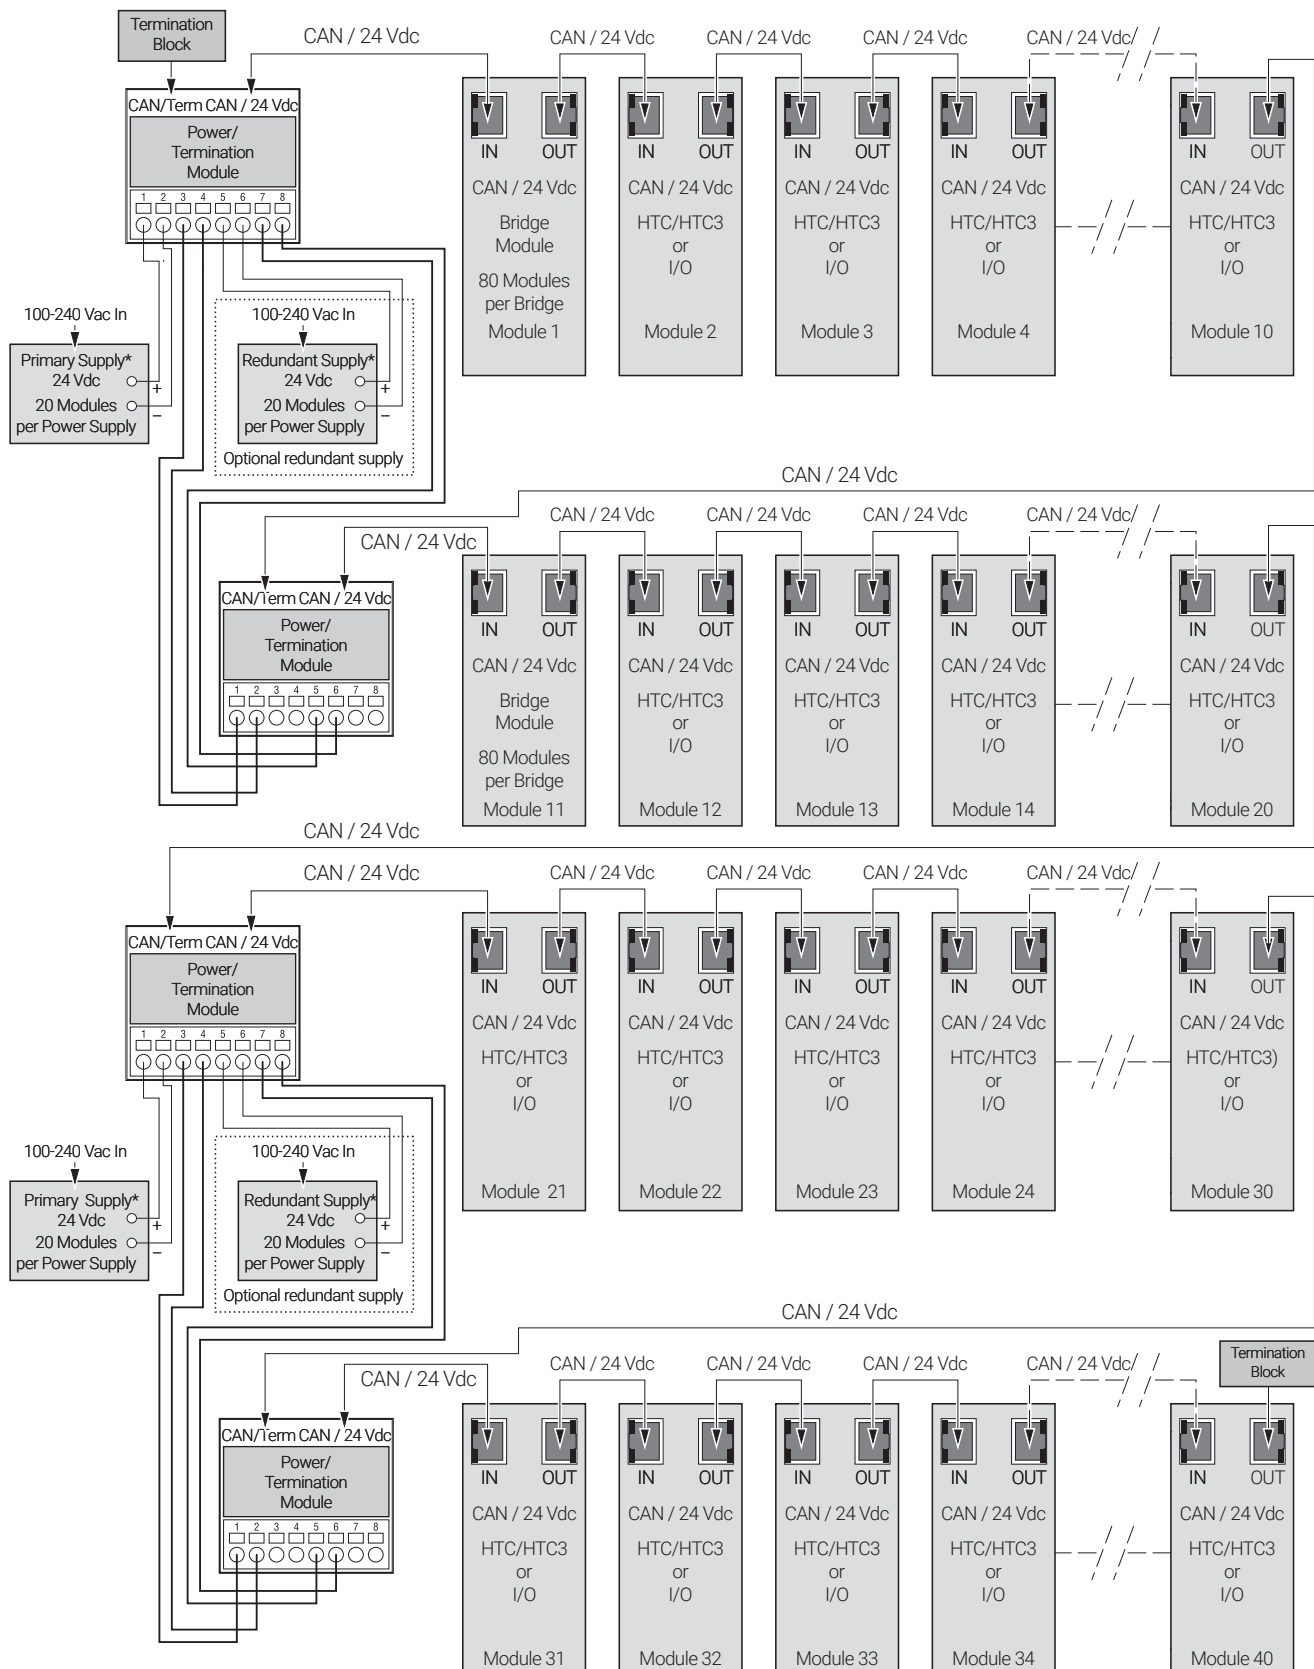 Termination
Block
CAN / 24 Vdc
CAN / 24 Vdc
CAN / 24 Vdc
CAN / 24 Vdc
CAN / 24 Vdc
CAN/Term CAN / 24 Vdc
Power/
Termination
Module
1 2 3 4 5 6 7 8
IN OUT
CAN / 24 Vdc
Bridge
Module
80 Modules
per Bridge
Module 1
IN OUT
CAN / 24 Vdc
HTC/HTC3
or
I/O
Module 2
IN OUT
CAN / 24 Vdc
HTC/HTC3
or
I/O
Module 3
IN OUT
CAN / 24 Vdc
HTC/HTC3
or
I/O
Module 4
IN OUT
CAN / 24 Vdc
HTC/HTC3
or
I/O
Module 10
100-240 Vac In
Primary Supply*
24 Vdc
+
20 Modules
–
per Power Supply
100-240 Vac In
Redundant Supply*
24 Vdc
+
20 Modules
–
per Power Supply
Optional redundant supply
CAN / 24 Vdc
CAN / 24 Vdc
CAN / 24 Vdc
CAN / 24 Vdc
CAN / 24 Vdc
CAN / 24 Vdc
CAN/Term CAN / 24 Vdc
Power/
Termination
Module
1 2 3 4 5 6 7 8
IN OUT
CAN / 24 Vdc
Bridge
Module
80 Modules
per Bridge
Module 11
IN OUT
CAN / 24 Vdc
HTC/HTC3
or
I/O
Module 12
IN OUT
CAN / 24 Vdc
HTC/HTC3
or
I/O
Module 13
IN OUT
CAN / 24 Vdc
HTC/HTC3
or
I/O
Module 14
IN OUT
CAN / 24 Vdc
HTC/HTC3
or
I/O
Module 20
CAN / 24 Vdc
CAN / 24 Vdc
CAN / 24 Vdc
CAN / 24 Vdc
CAN / 24 Vdc
CAN / 24 Vdc
CAN/Term CAN / 24 Vdc
Power/
Termination
Module
1 2 3 4 5 6 7 8
IN OUT
CAN / 24 Vdc
HTC/HTC3
or
I/O
Module 21
IN OUT
CAN / 24 Vdc
HTC/HTC3
or
I/O
Module 22
IN OUT
CAN / 24 Vdc
HTC/HTC3
or
I/O
Module 23
IN OUT
CAN / 24 Vdc
HTC/HTC3
or
I/O
Module 24
IN OUT
CAN / 24 Vdc
HTC/HTC3)
or
I/O
Module 30
100-240 Vac In
Primary Supply*
24 Vdc
+
20 Modules
–
per Power Supply
100-240 Vac In
Redundant Supply*
24 Vdc
+
20 Modules
–
per Power Supply
Optional redundant supply
CAN / 24 Vdc
CAN / 24 Vdc
CAN / 24 Vdc
CAN / 24 Vdc
CAN / 24 Vdc
CAN / 24 Vdc
Termination
Block
CAN/Term CAN / 24 Vdc
Power/
Termination
Module
1 2 3 4 5 6 7 8
IN OUT
CAN / 24 Vdc
HTC/HTC3
or
I/O
Module 31
IN OUT
CAN / 24 Vdc
HTC/HTC3
or
I/O
Module 32
IN OUT
CAN / 24 Vdc
HTC/HTC3
or
I/O
Module 33
IN OUT
CAN / 24 Vdc
HTC/HTC3
or
I/O
Module 34
IN OUT
CAN / 24 Vdc
HTC/HTC3
or
I/O
Module 40